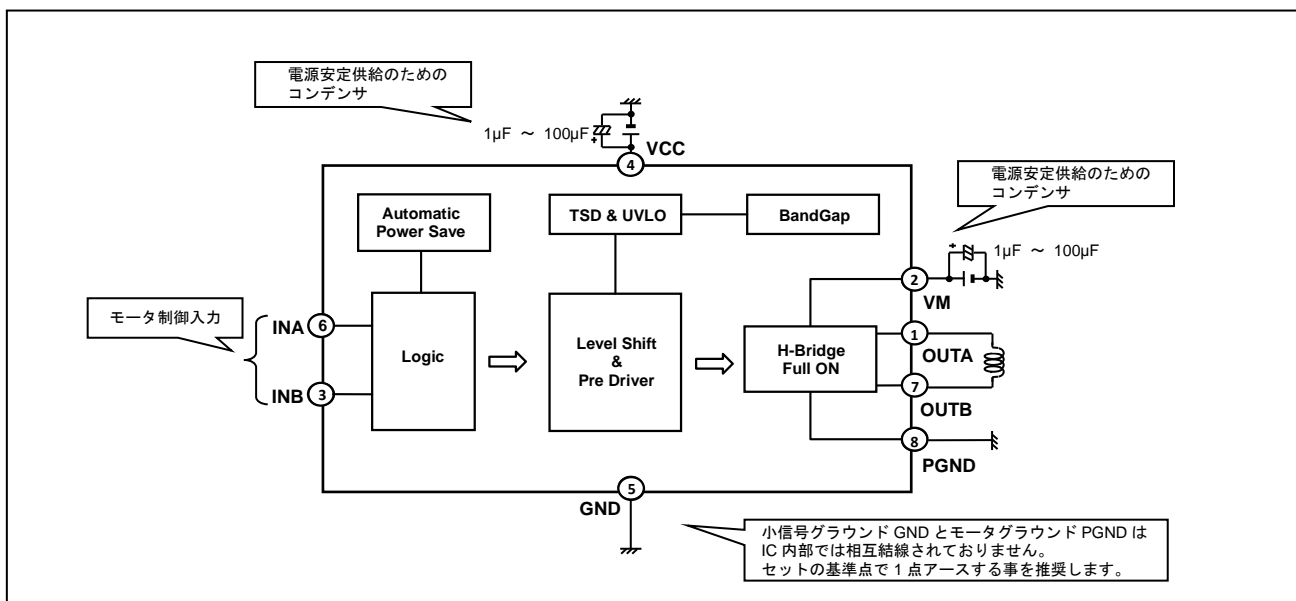 電源安定供給のための
コンデンサ
1µF ～ 100µF
+
VCC
4
電源安定供給のための
コンデンサ
Automatic
Power Save
TSD & UVLO
BandGap
+
1µF ～ 100µF
2
VM
モータ制御入力
INA
6
INB
3
Logic
Level Shift
&
Pre Driver
H-Bridge
Full ON
1
OUTA
7
OUTB
8
PGND
5
GND
小信号グラウンド GND とモータグラウンド PGND は
IC 内部では相互結線されておりません。
セットの基準点で 1 点アースする事を推奨します。